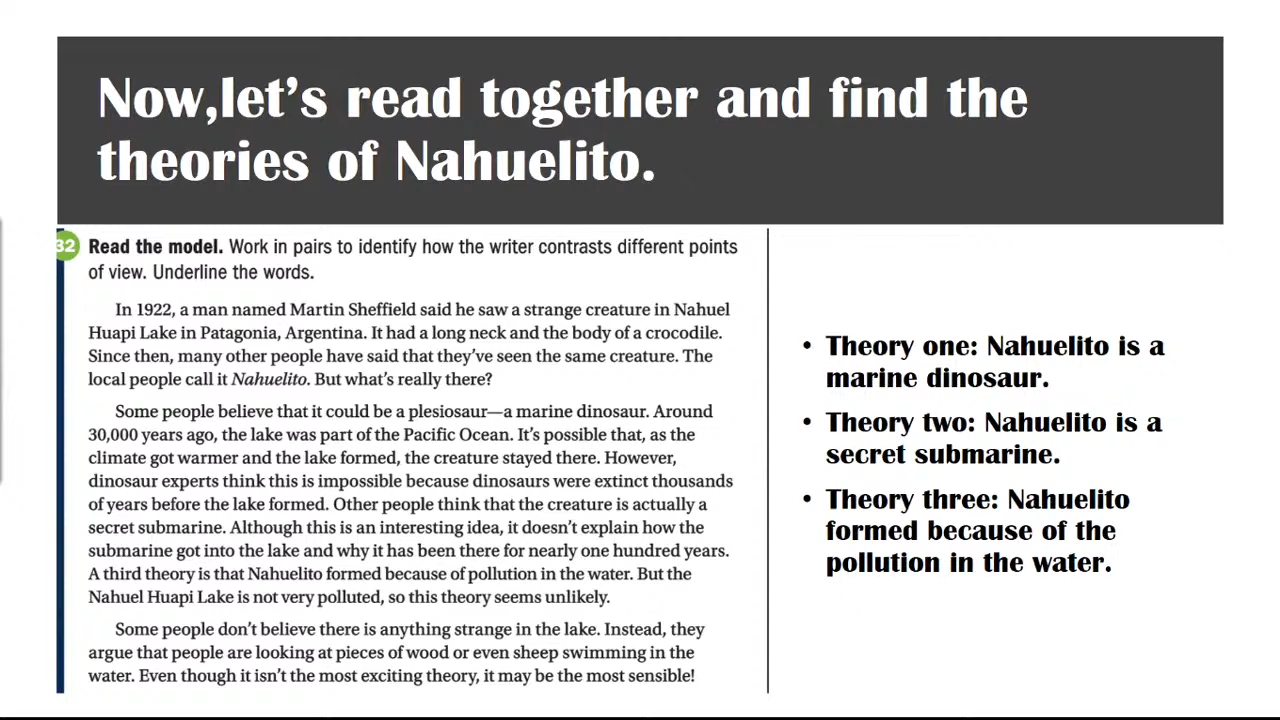 Now,let’s read together and find the
theories of Nahuelito.
32 Read the model. Work in pairs to identify how the writer contrasts different points
of view. Underline the words.
In 1922, a man named Martin Sheffield said he saw a strange creature in Nahuel
Huapi Lake in Patagonia, Argentina. It had a long neck and the body of a crocodile.
Since then, many other people have said that they’ve seen the same creature. The
local people call it Nahuelito. But what’s really there?
Some people believe that it could be a plesiosaur—a marine dinosaur. Around
30,000 years ago, the lake was part of the Pacific Ocean. It’s possible that, as the
climate got warmer and the lake formed, the creature stayed there. However,
dinosaur experts think this is impossible because dinosaurs were extinct thousands
of years before the lake formed. Other people think that the creature is actually a
secret submarine. Although this is an interesting idea, it doesn’t explain how the
submarine got into the lake and why it has been there for nearly one hundred years.
A third theory is that Nahuelito formed because of pollution in the water. But the
Nahuel Huapi Lake is not very polluted, so this theory seems unlikely.
Some people don’t believe there is anything strange in the lake. Instead, they
argue that people are looking at pieces of wood or even sheep swimming in the
water. Even though it isn’t the most exciting theory, it may be the most sensible!
• Theory one: Nahuelito is a
marine dinosaur.
• Theory two: Nahuelito is a
secret submarine.
• Theory three: Nahuelito
formed because of the
pollution in the water.